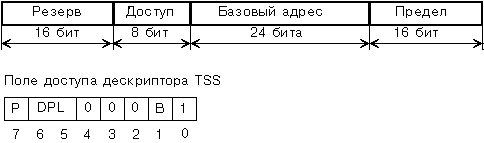 Резерв Доступ Базовый адрес Предел
16 бит 8 бит 24 бита 16 бит
Поле доступа дескриптора TSS
P DPL 0 0 0 B 1
7 6 5 4 3 2 1 0